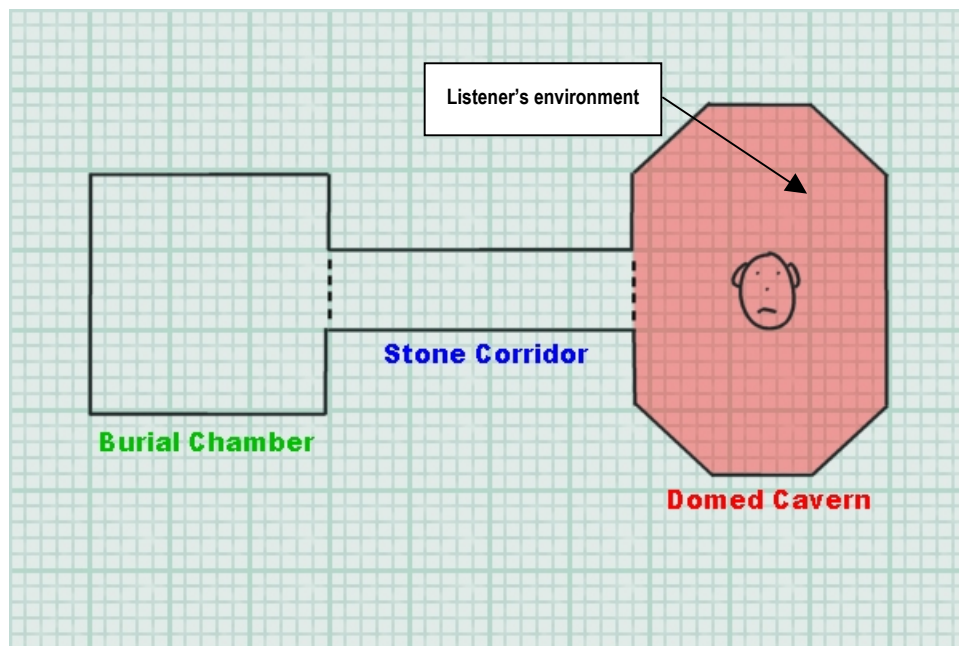 Listener's environment
Stone Corridor
Burial Chamber
Domed Cavern